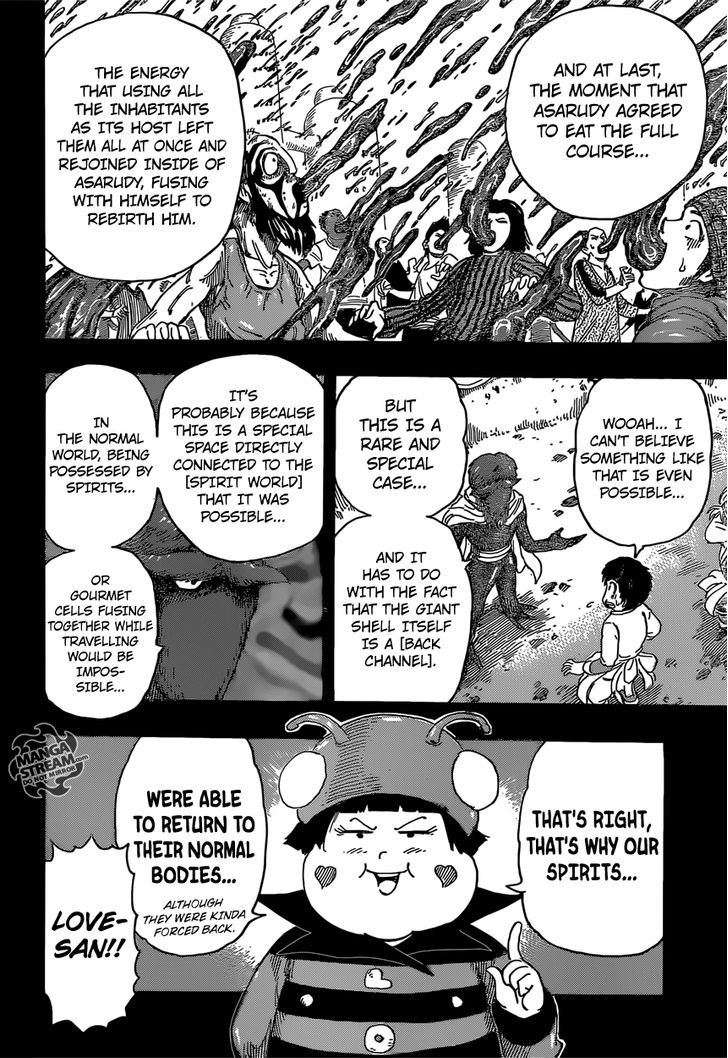 AND AT LAST,
THE MOMENT THAT
ASARUDY AGREED
TO EAT THE FULL
COURSE...
THE ENERGY
THAT USING ALL
THE INHABITANTS
AS ITS HOST LEFT
THEM ALL AT ONCE AND
REJOINED INSIDE OF
ASARUDY, FUSING
WITH HIMSELF TO
REBIRTH HIM.
WOOAH... I
CAN'T BELIEVE
SOMETHING LIKE
THAT IS EVEN
POSSIBLE...
BUT
THIS IS A
RARE AND
SPECIAL
CASE...
AND IT
HAS TO DO
WITH THE FACT
THAT THE GIANT
SHELL ITSELF
IS A [BACK
CHANNEL].
IT'S
PROBABLY BECAUSE
THIS IS A SPECIAL
SPACE DIRECTLY
CONNECTED TO THE
[SPIRIT WORLD]
THAT IT WAS
POSSIBLE...
IN
THE NORMAL
WORLD, BEING
POSSESSED BY
SPIRITS...
OR
GOURMET
CELLS FUSING
TOGETHER WHILE
TRAVELLING
WOULD BE
IMPOS-
SIBLE...
THAT'S RIGHT,
THAT'S WHY OUR
SPIRITS...
WERE ABLE
TO RETURN TO
THEIR NORMAL
BODIES...
ALTHOUGH
THEY WERE KINDA
FORCED BACK.
LOVE-
SAN!!
MANGA
STREAM.com
DO NOT MIRROR